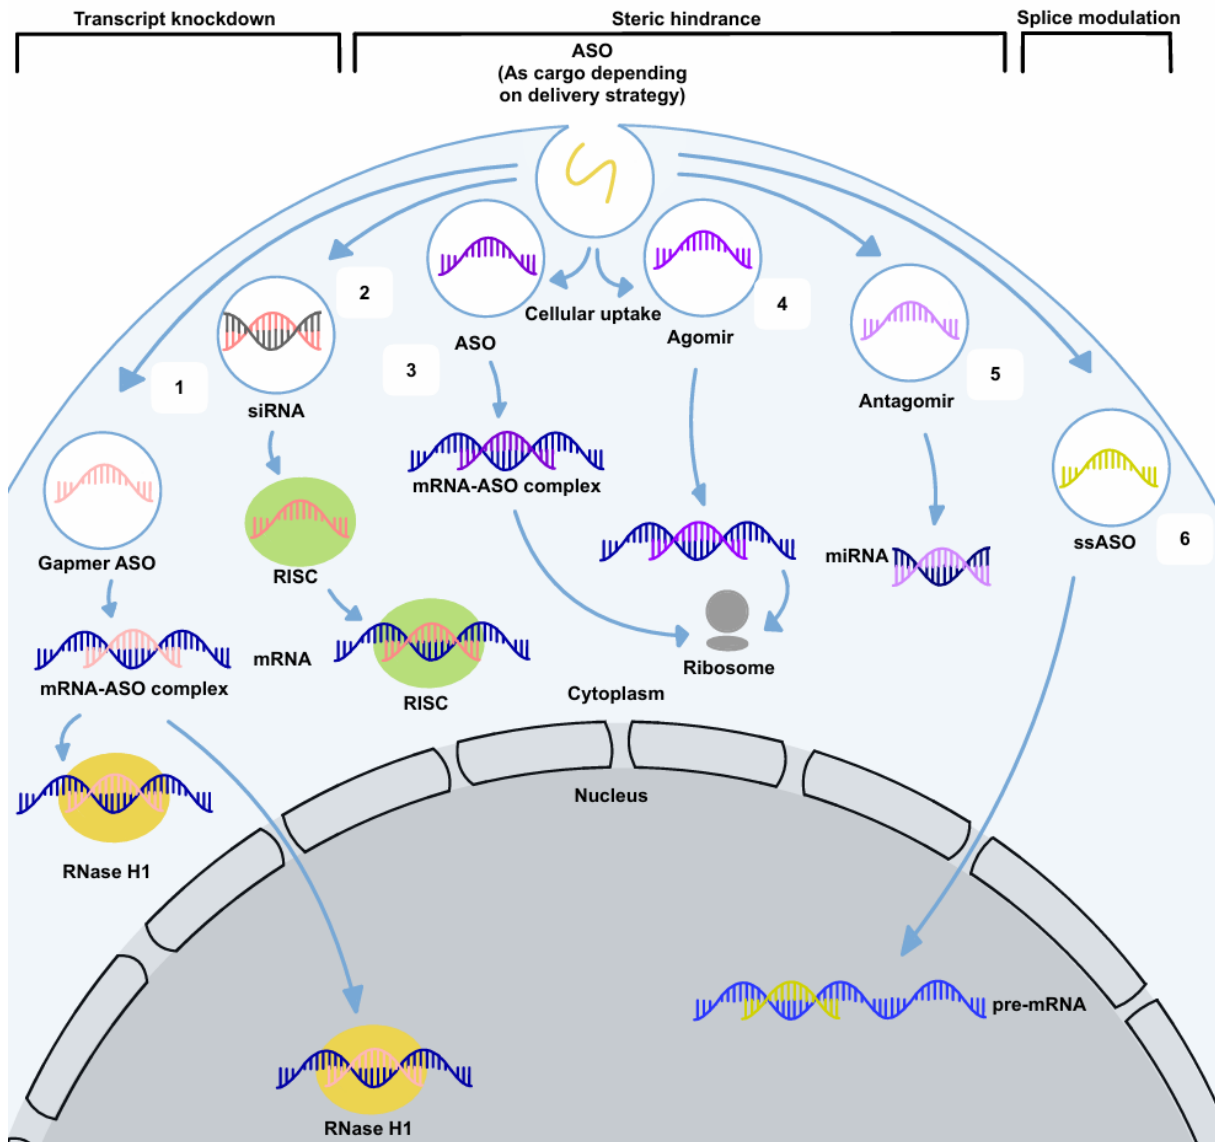 Transcript knockdown
Steric hindrance
Splice modulation
ASO
(As cargo depending
on delivery strategy)
2
4
Cellular uptake
ASO
Agomir
3
1
5
siRNA
Antagomir
mRNA-ASO complex
ssASO
6
Gapmer ASO
RISC
miRNA
mRNA
mRNA-ASO complex
RISC
Ribosome
Cytoplasm
Nucleus
RNase H1
pre-mRNA
RNase H1